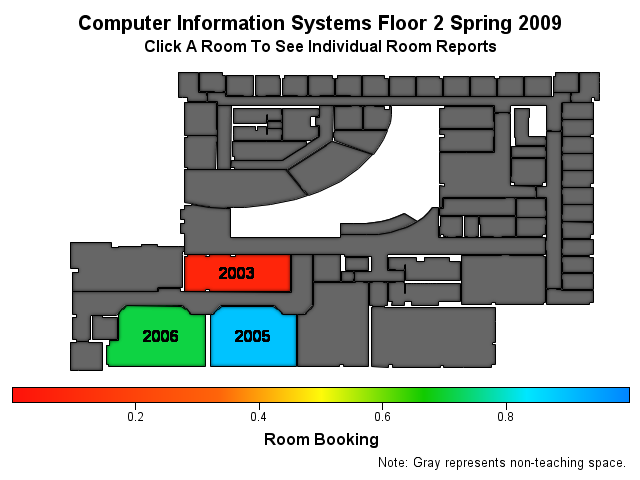 Computer Information Systems Floor 2 Spring 2009
Click A Room To See Individual Room Reports
2003
2006 2005
0.2 0.4 0.6 0.8
Room Booking
Note: Gray represents non-teaching space.